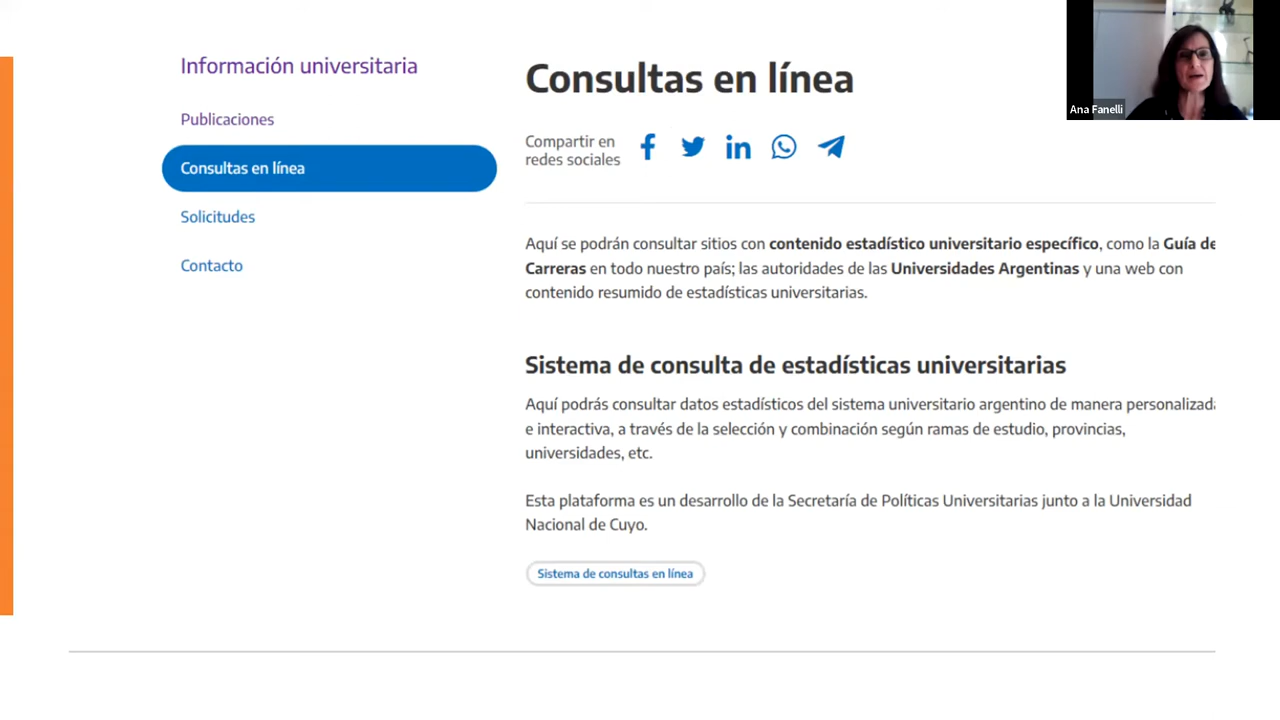 Información universitaria
Publicaciones
Consultas en línea
Solicitudes
Contacto
Consultas en línea
Compartir en
redes sociales
Aquí se podrán consultar sitios con contenido estadístico universitario específico, como la Guía de
Carreras en todo nuestro país; las autoridades de las Universidades Argentinas y una web con
contenido resumido de estadísticas universitarias.
Sistema de consulta de estadísticas universitarias
Aquí podrás consultar datos estadísticos del sistema universitario argentino de manera personalizada
e interactiva, a través de la selección y combinación según ramas de estudio, provincias,
universidades, etc.
Esta plataforma es un desarrollo de la Secretaría de Políticas Universitarias junto a la Universidad
Nacional de Cuyo.
Sistema de consultas en línea
Ana Fanelli